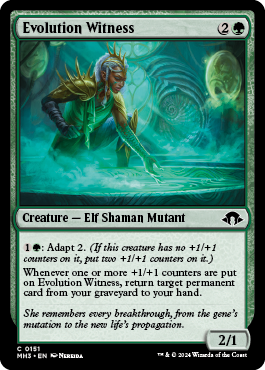 Evolution Witness 2
Creature — Elf Shaman Mutant
1: Adapt 2. (If this creature has no +1/+1
counters on it, put two +1/+1 counters on it.)
Whenever one or more +1/+1 counters are put
on Evolution Witness, return target permanent
card from your graveyard to your hand.
She remembers every breakthrough, from the gene's
mutation to the new life's propagation.
2/1
C 0151
MH3 • EN Nereida
™ & © 2024 Wizards of the Coast